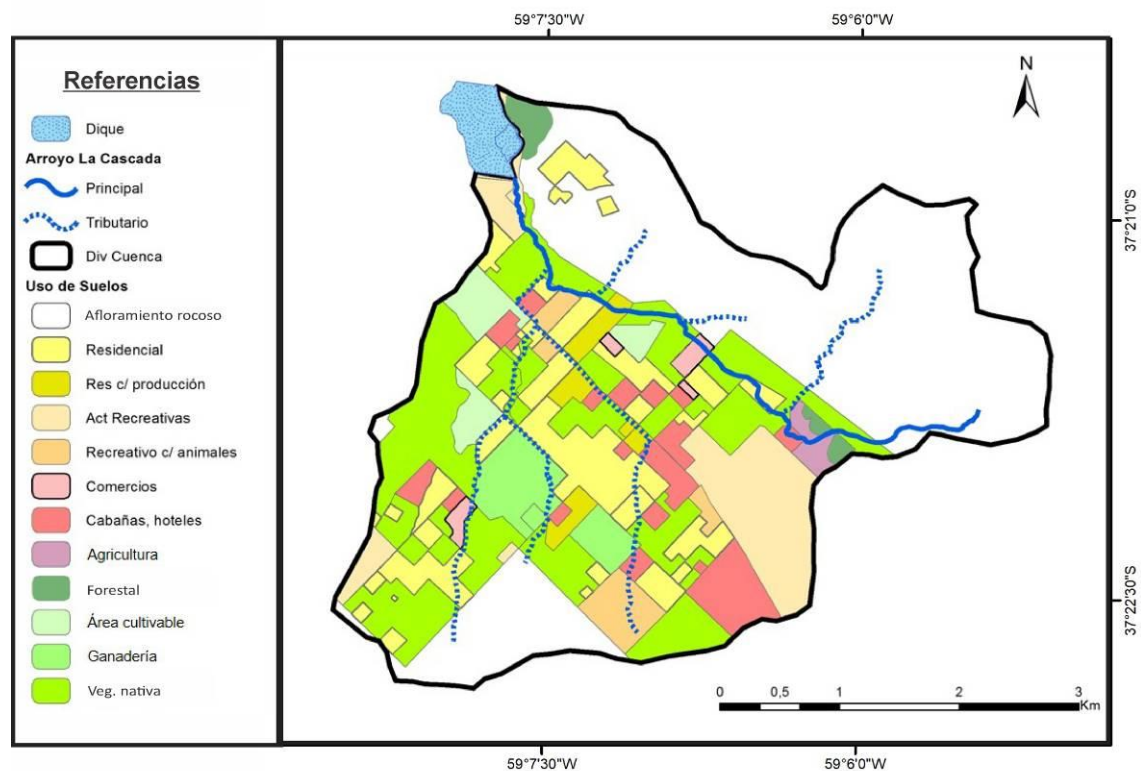 59°7'30"W
59°6'0"W
Referencias
Dique
Arroyo La Cascada
Principal
Tributario
Div Cuenca
Uso de Suelos
Afloramiento rocoso
Residencial
Res c/ producción
Act Recreativas
Recreativo c/ animales
Comercios
Cabañas, hoteles
Agricultura
Forestal
Área cultivable
Ganadería
Veg. nativa
N
37°21'0"S
37°22'30"S
0 0,5 1 2 3
Km
59°7'30"W
59°6'0"W